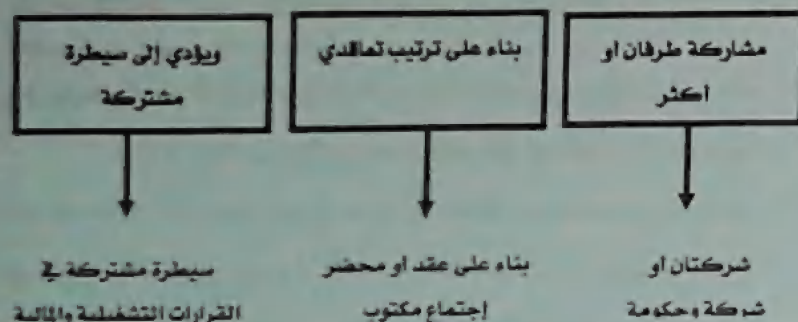 مشاركة طرفان او
أكثر
بناء على ترتيب تعاقدي
ويؤدي إلى سيطرة
مشتركة
شركتان او
شركة وحكومة
بناء على عقد او محضر
إجتماع مكتوب
سيطرة مشتركة في
القرارات التشغيلية والمالية